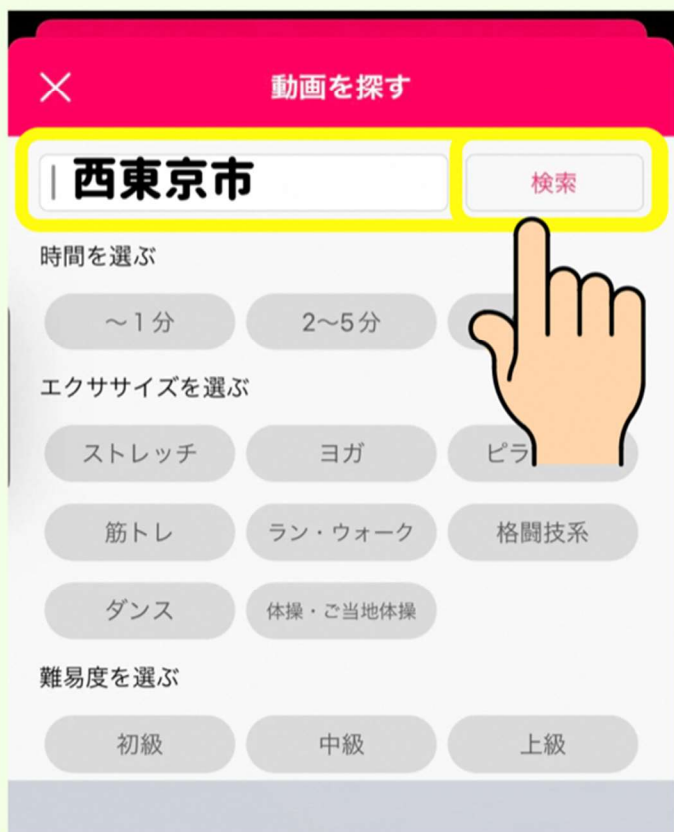 動画を探す
西東京市
検索
時間を選ぶ
～1分
2～5分
エクササイズを選ぶ
ストレッチ
ヨガ
ピラ
筋トレ
ラン・ウォーク
格闘技系
ダンス
体操・ご当地体操
難易度を選ぶ
初級
中級
上級